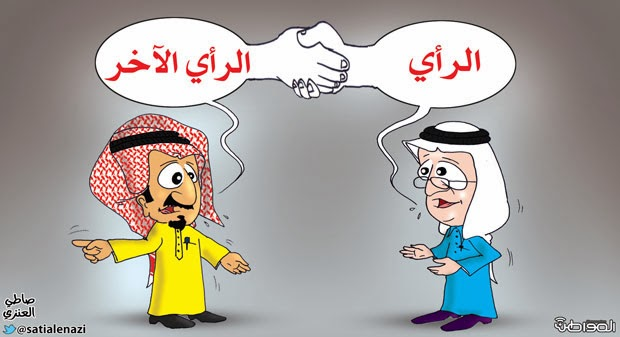 الرأي
الرأي الآخر
صاطي
العنزي
@satialenazi
المواطن